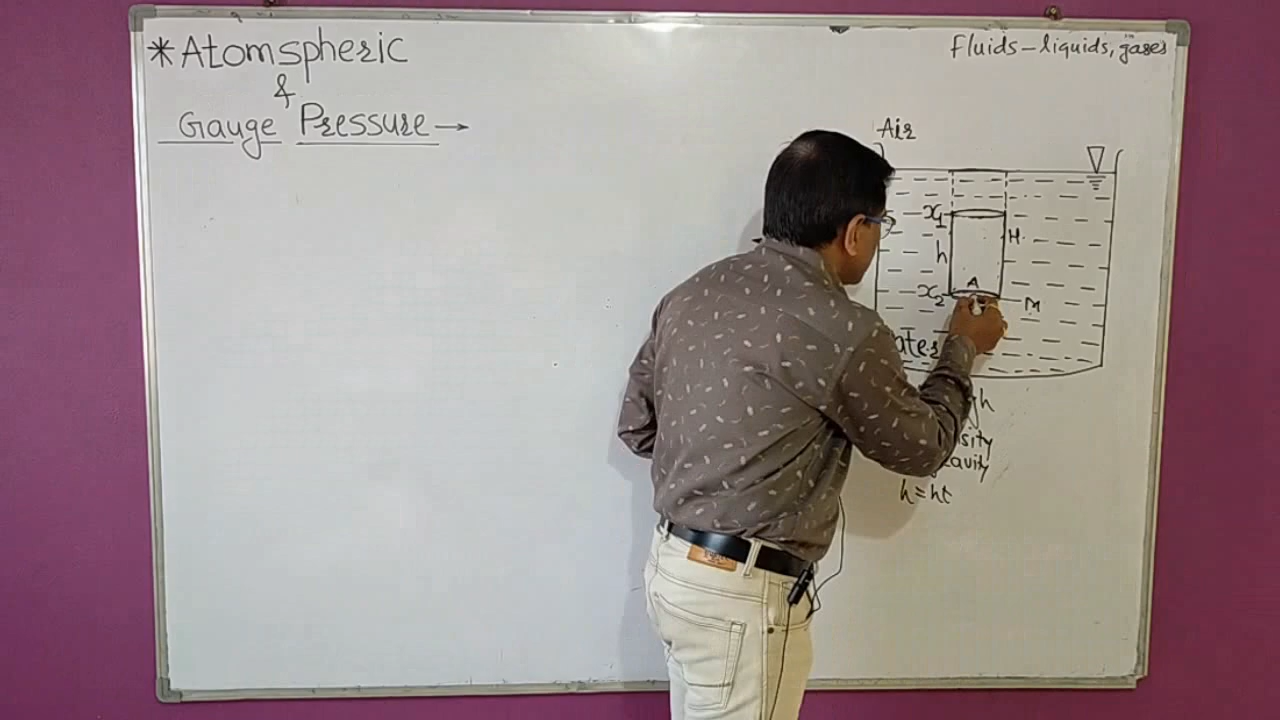 *Atomspheric
&
Gauge Pressure →
Fluids – liquids, gases
Air
x1
H
h
A
x2
M
h
h = ht